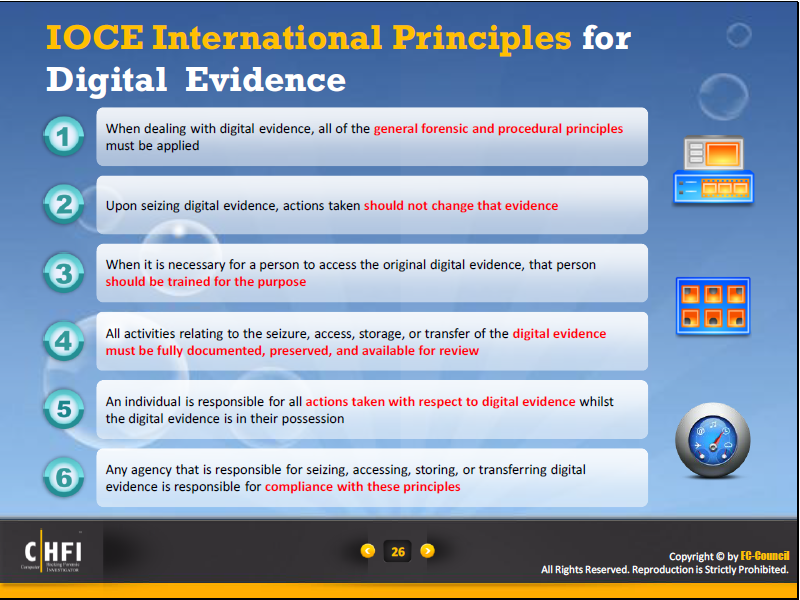 IOCE International Principles for
Digital Evidence
1
When dealing with digital evidence, all of the general forensic and procedural principles
must be applied
2
Upon seizing digital evidence, actions taken should not change that evidence
3
When it is necessary for a person to access the original digital evidence, that person
should be trained for the purpose
4
All activities relating to the seizure, access, storage, or transfer of the digital evidence
must be fully documented, preserved, and available for review
5
An individual is responsible for all actions taken with respect to digital evidence whilst
the digital evidence is in their possession
6
Any agency that is responsible for seizing, accessing, storing, or transferring digital
evidence is responsible for compliance with these principles
CHFI
Computer Hacking Forensic
INVESTIGATOR
26
Copyright © by EC-Council
All Rights Reserved. Reproduction is Strictly Prohibited.